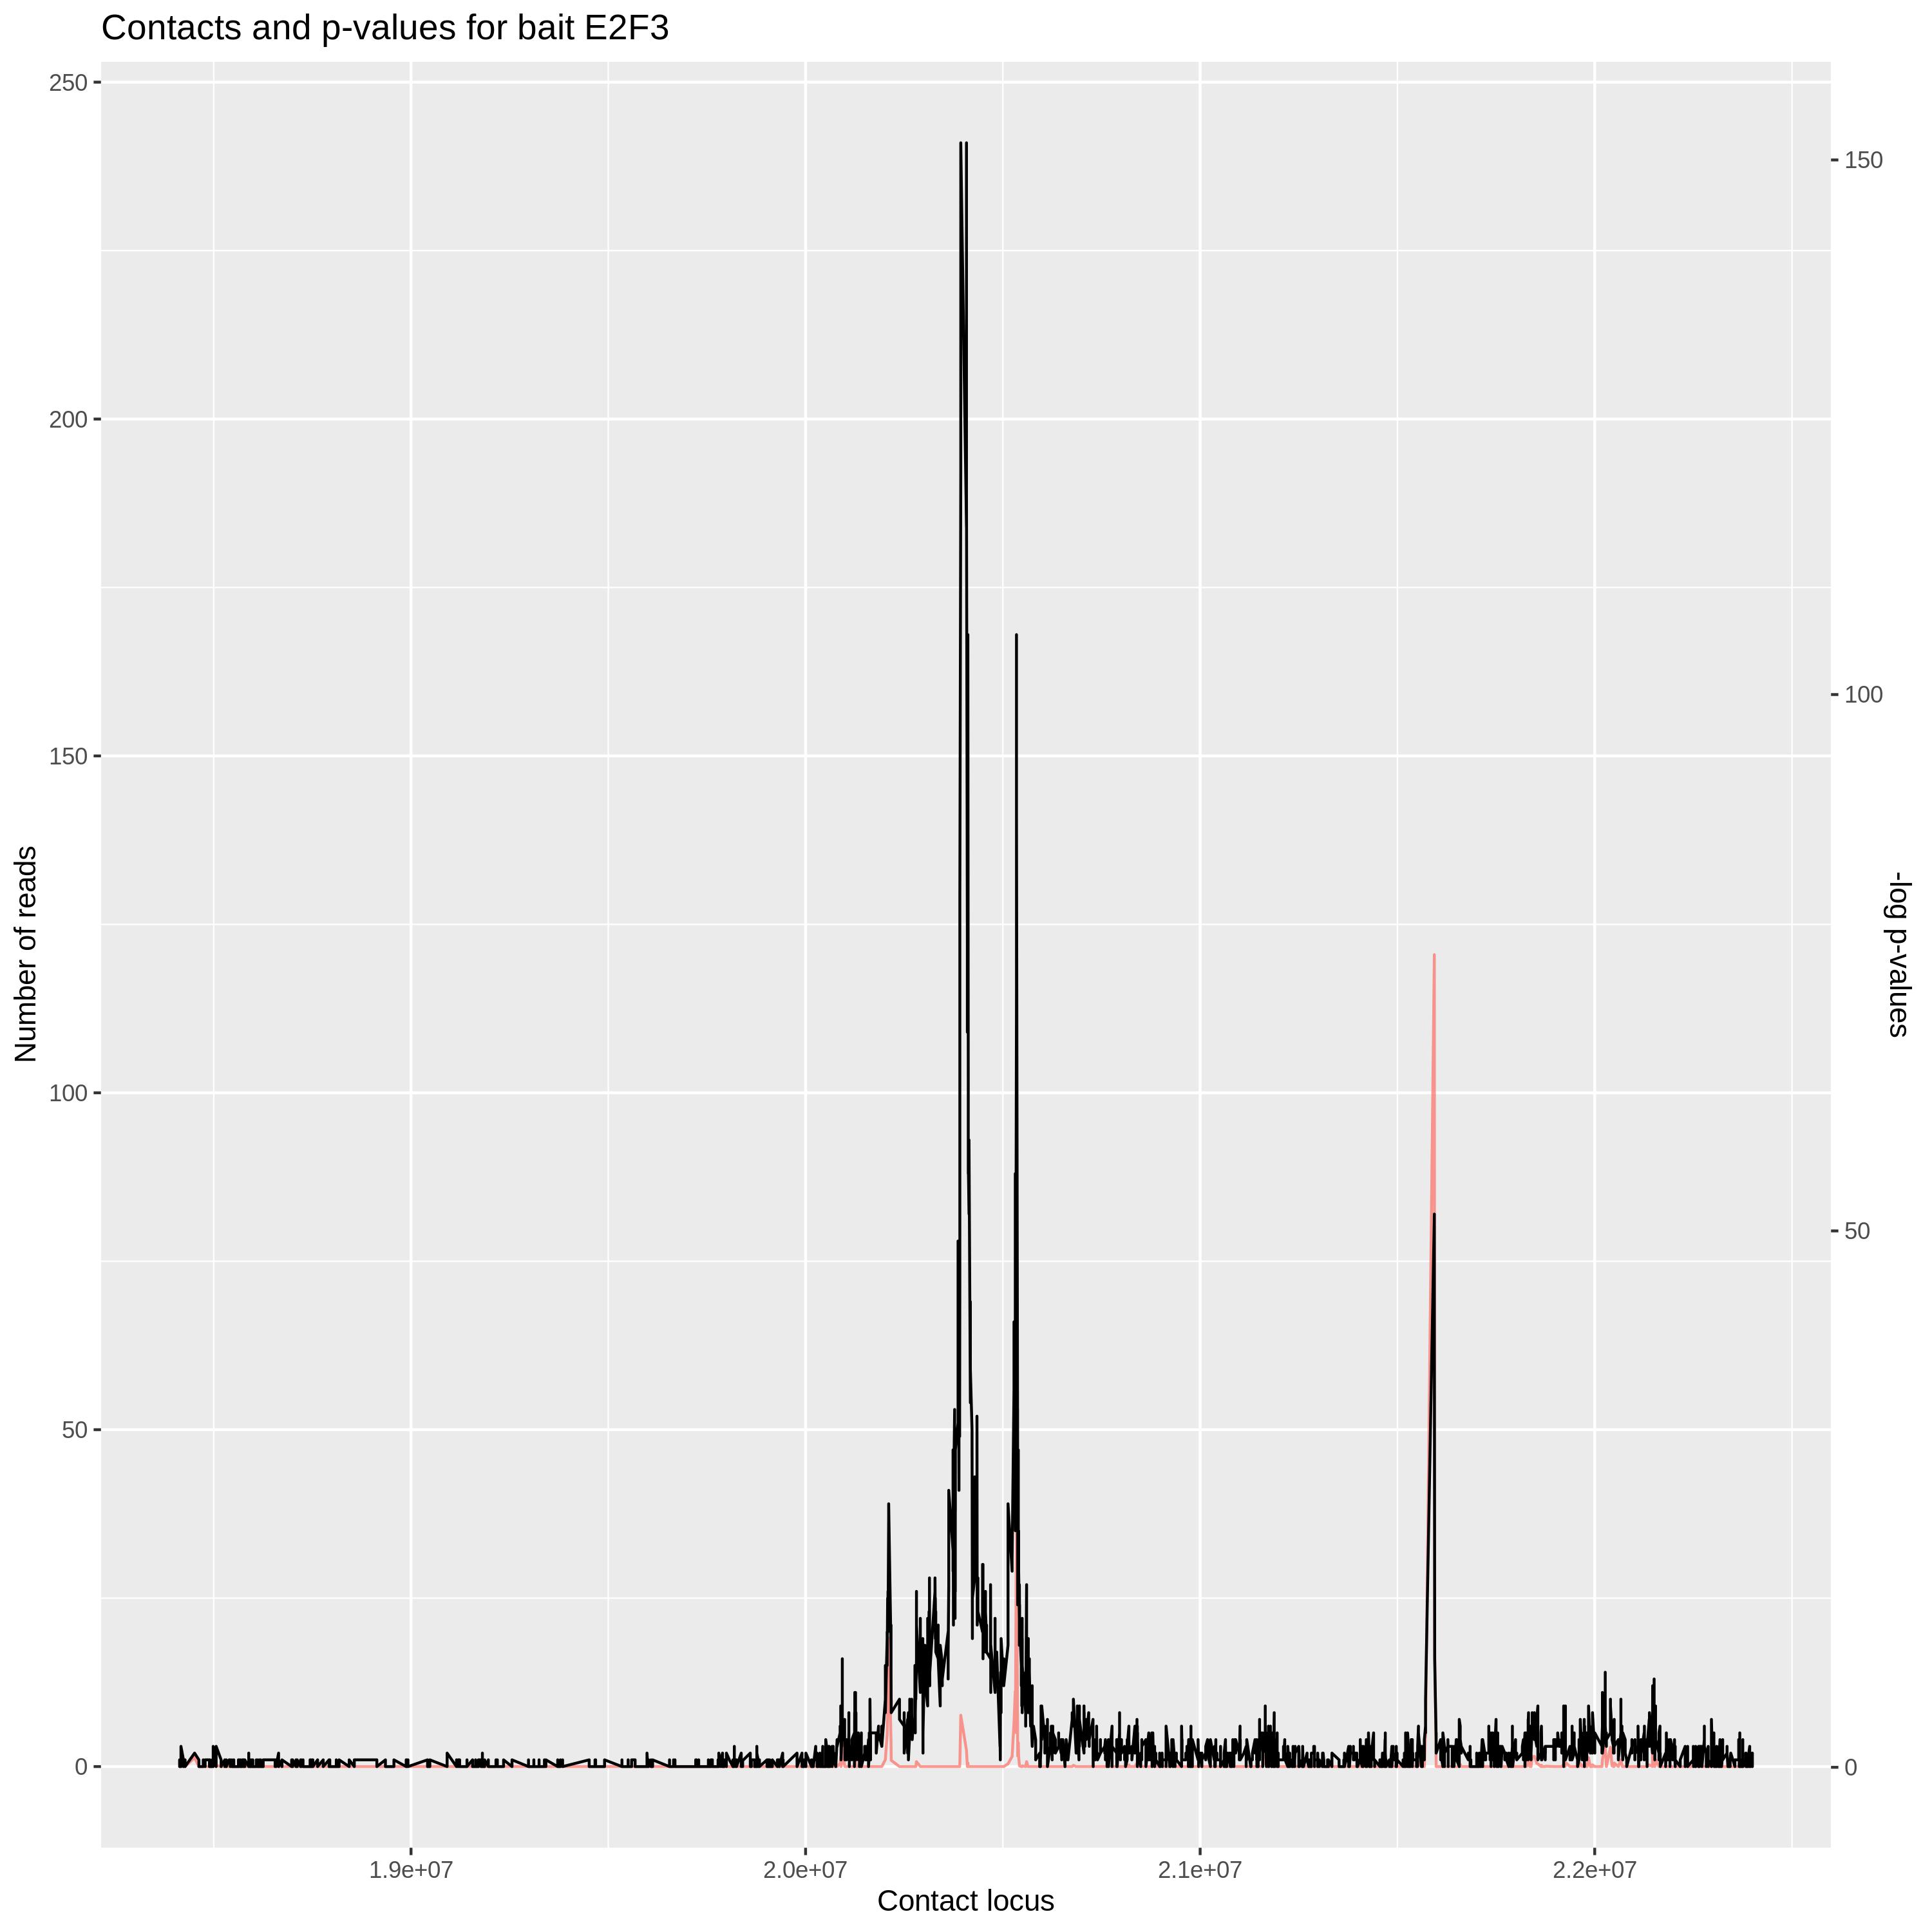 Contacts and p-values for bait E2F3
250
200
150
100
50
0
Number of reads
150
100
50
0
-log p-values
1.9e+07
2.0e+07
2.1e+07
2.2e+07
Contact locus